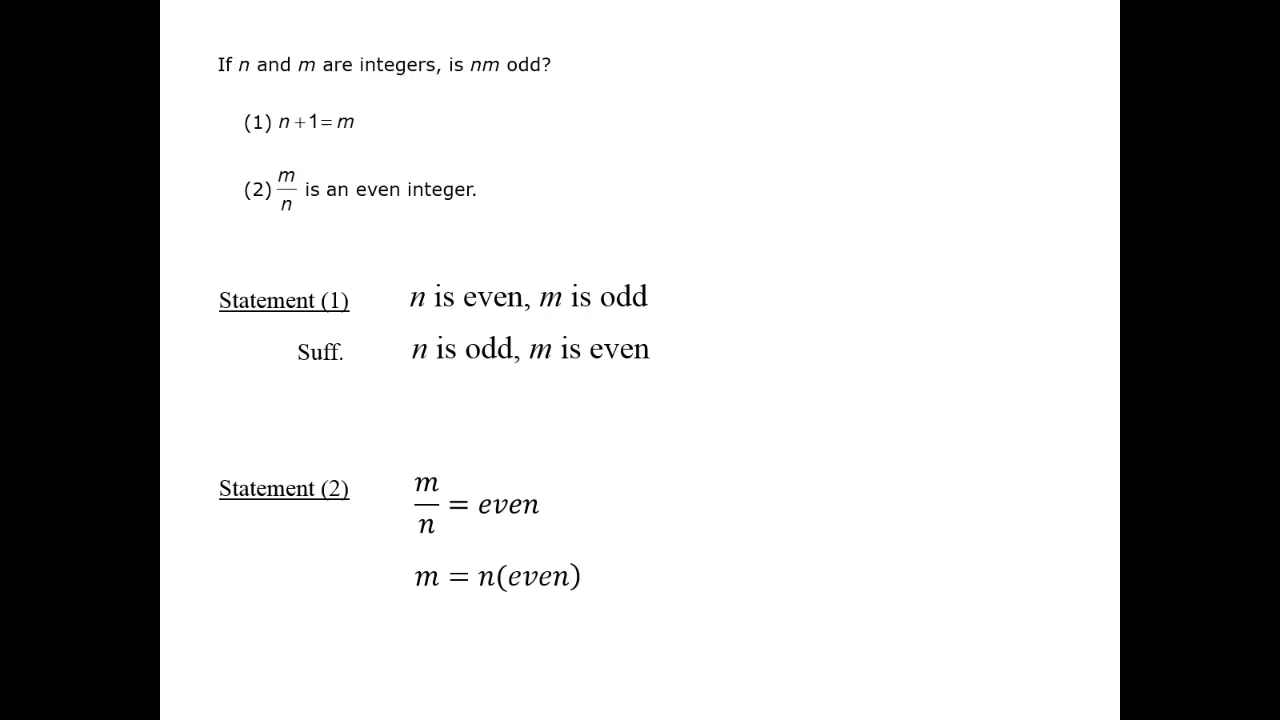 If n and m are integers, is nm odd?
(1) n+1=m
(2) m/n is an even integer.
Statement (1) n is even, m is odd
Suff. n is odd, m is even
Statement (2) m/n = even
m = n(even)